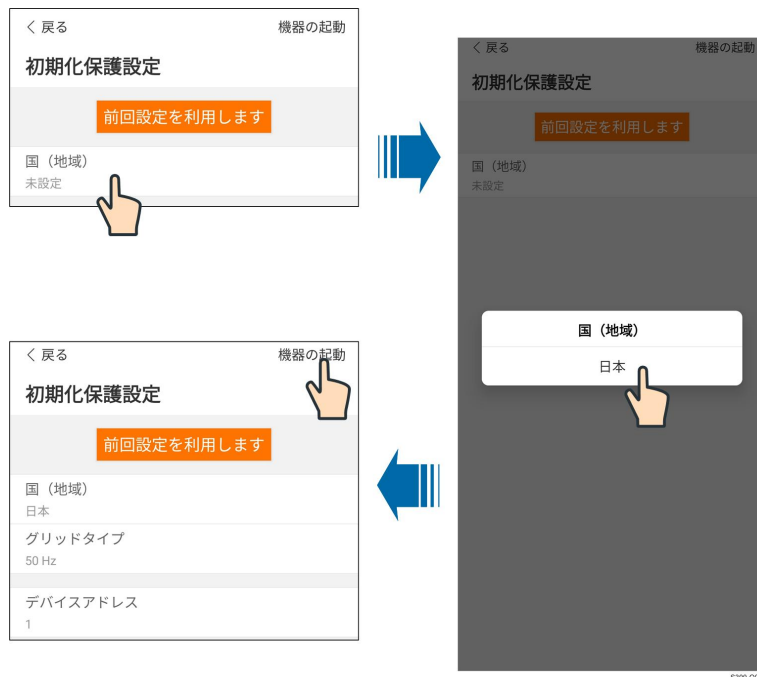 く 戻る
機器の起動
初期化保護設定
前回設定を利用します
国（地域）
未設定
く 戻る
機器の起動
初期化保護設定
前回設定を利用します
国（地域）
未設定
国（地域）
日本
く 戻る
機器の起動
初期化保護設定
前回設定を利用します
国（地域）
日本
グリッドタイプ
50 Hz
デバイスアドレス
1